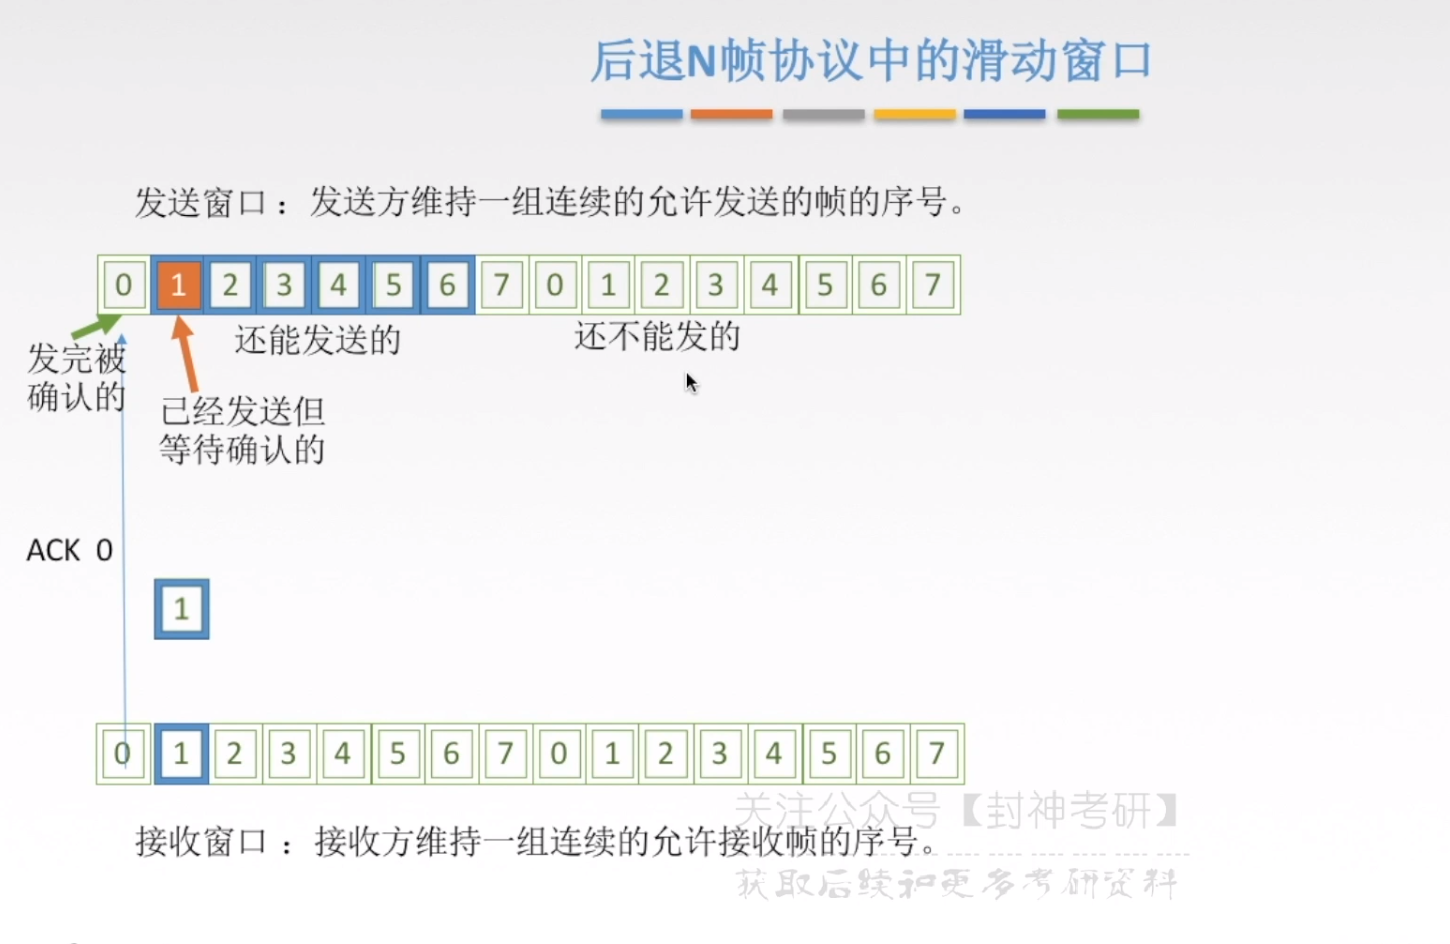 后退N帧协议中的滑动窗口
发送窗口：发送方维持一组连续的允许发送的帧的序号。
0 1 2 3 4 5 6 7 0 1 2 3 4 5 6 7
发完被
确认的
还能发送的
还不能发的
已经发送但
等待确认的
ACK 0
1
0 1 2 3 4 5 6 7 0 1 2 3 4 5 6 7
关注公众号【封神考研】
接收窗口：接收方维持一组连续的允许接收帧的序号。
获取后续和更多考研资料